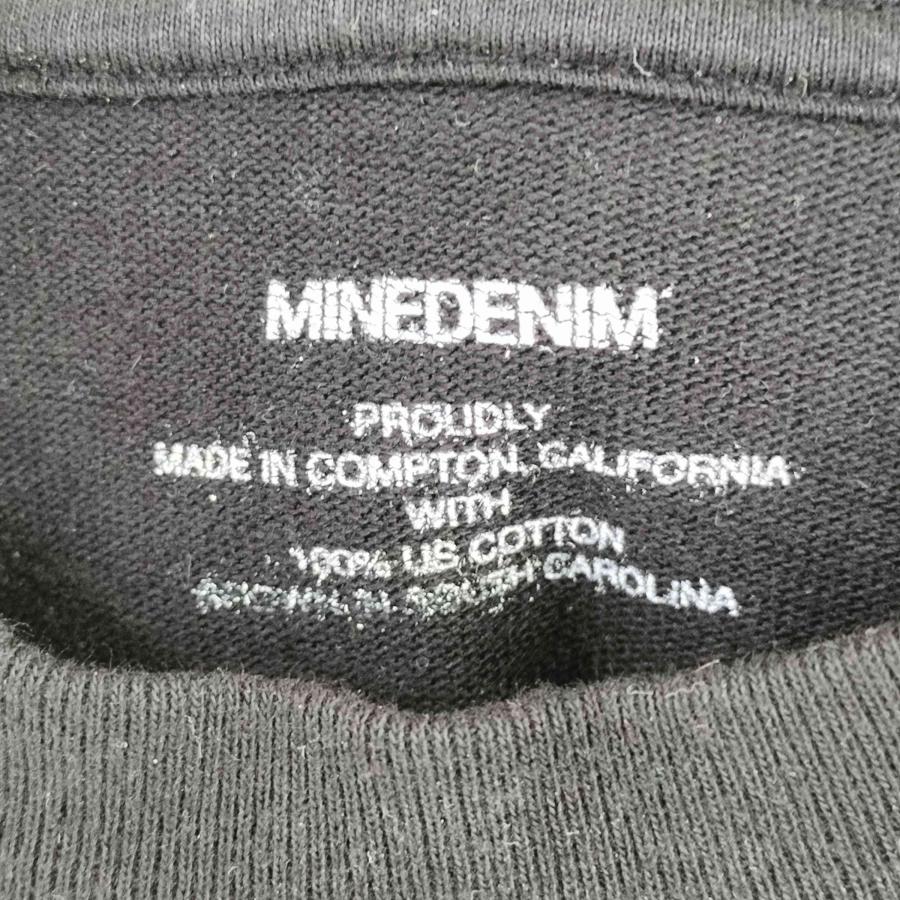 MINEDENIM
PROUDLY
MADE IN COMPTON, CALIFORNIA
WITH
100% US COTTON
SOUTH CAROLINA